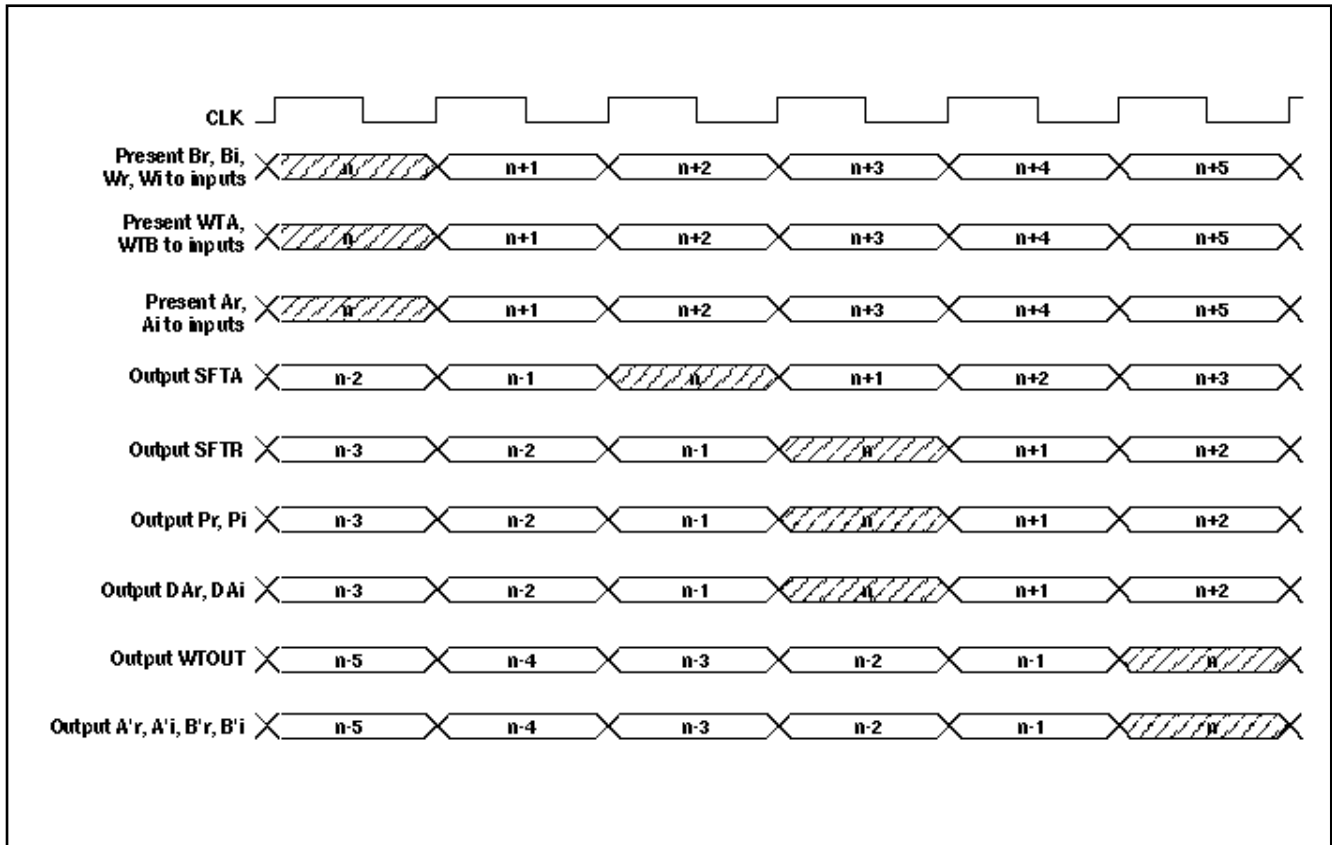 CLK
Present Br, Bi,
Wr, Wi to inputs
n n+1 n+2 n+3 n+4 n+5
Present WTA,
WTB to inputs
n n+1 n+2 n+3 n+4 n+5
Present Ar,
Ai to inputs
n n+1 n+2 n+3 n+4 n+5
Output SFTA n-2 n-1 n n+1 n+2 n+3
Output SFTR n-3 n-2 n-1 n n+1 n+2
Output Pr, Pi n-3 n-2 n-1 n n+1 n+2
Output DAr, DAi n-3 n-2 n-1 n n+1 n+2
Output WTOUT n-5 n-4 n-3 n-2 n-1 n
Output A'r, A'i, B'r, B'i n-5 n-4 n-3 n-2 n-1 n